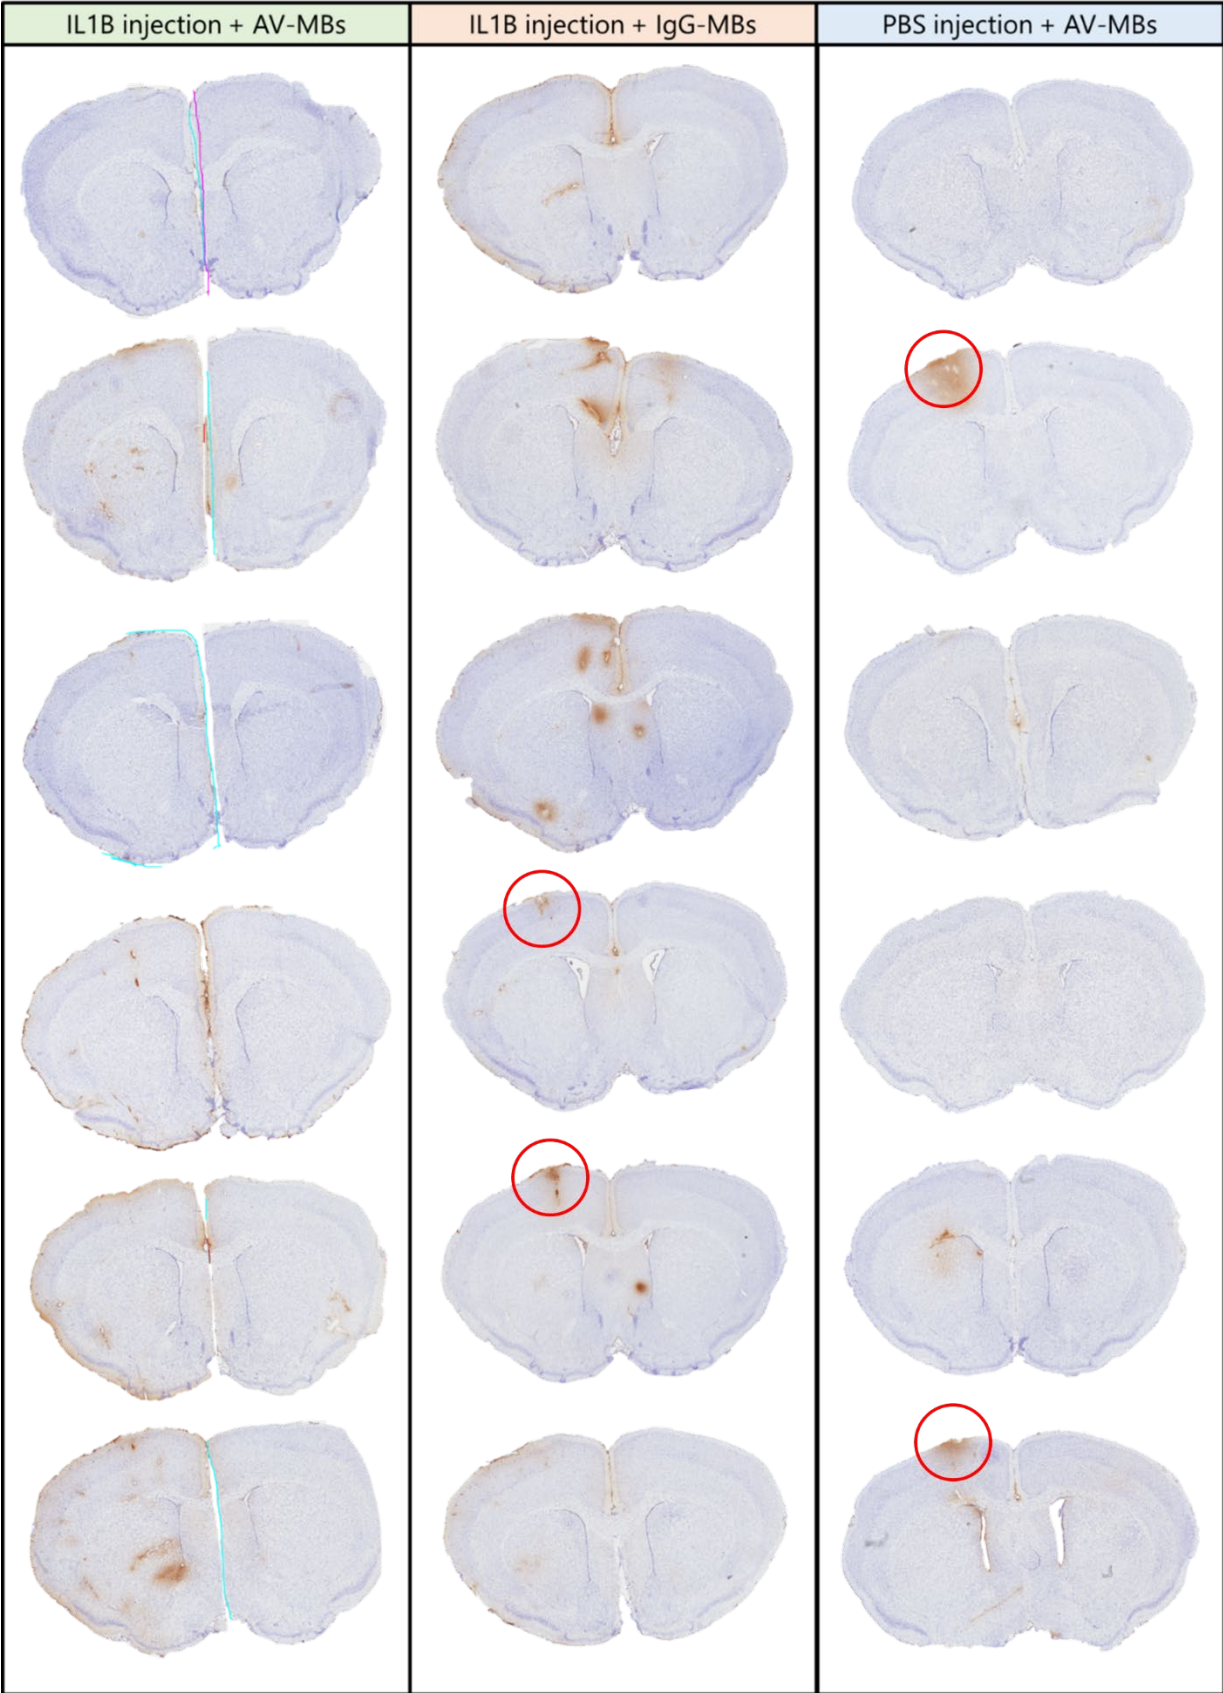 IL1B injection + AV-MBs
IL1B injection + IgG-MBs
PBS injection + AV-MBs